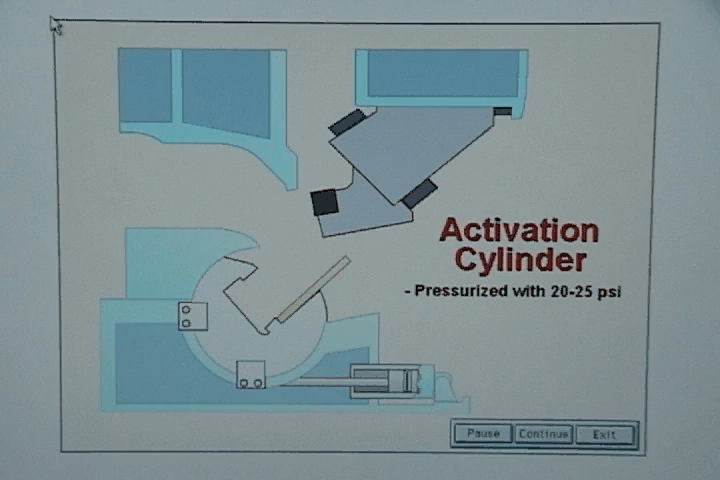 Activation
Cylinder
- Pressurized with 20-25 psi
Pause Continue Exit